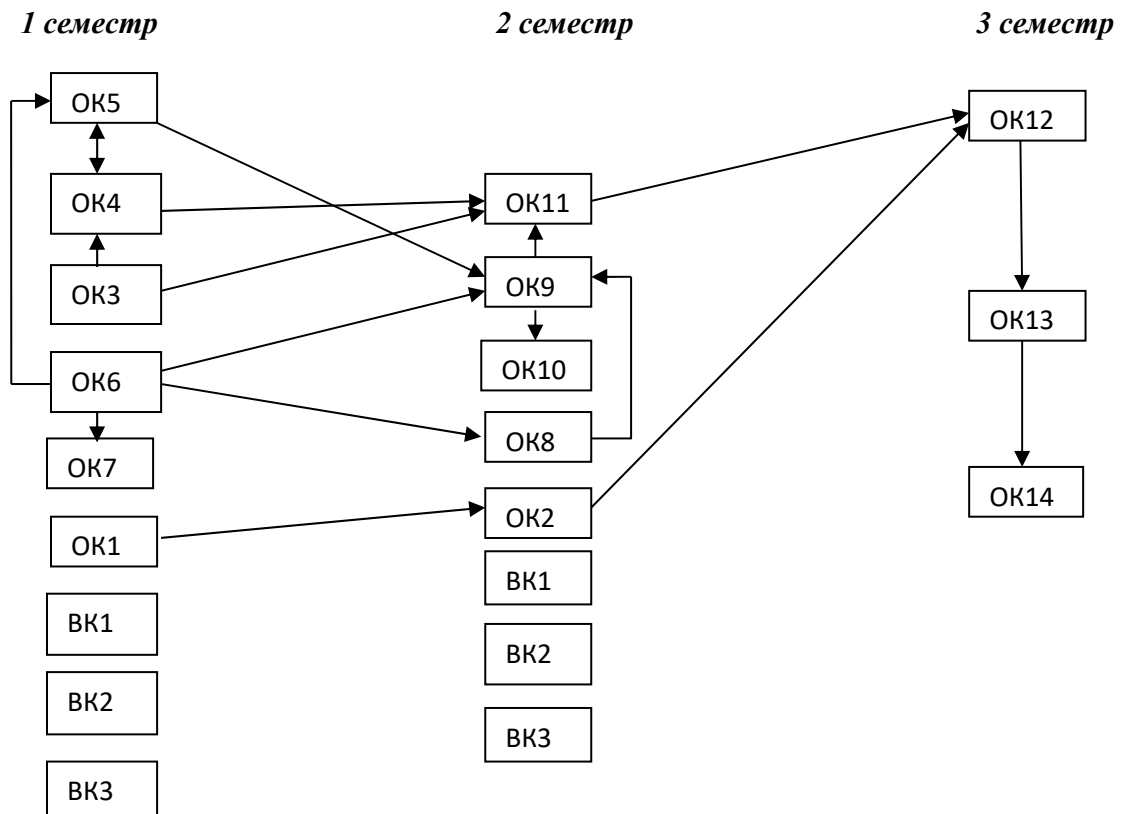 1 семестр
2 семестр
3 семестр
ОК5
ОК4
ОК3
ОК6
ОК7
ОК1
ВК1
ВК2
ВК3
ОК11
ОК9
ОК10
ОК8
ОК2
ВК1
ВК2
ВК3
ОК12
ОК13
ОК14